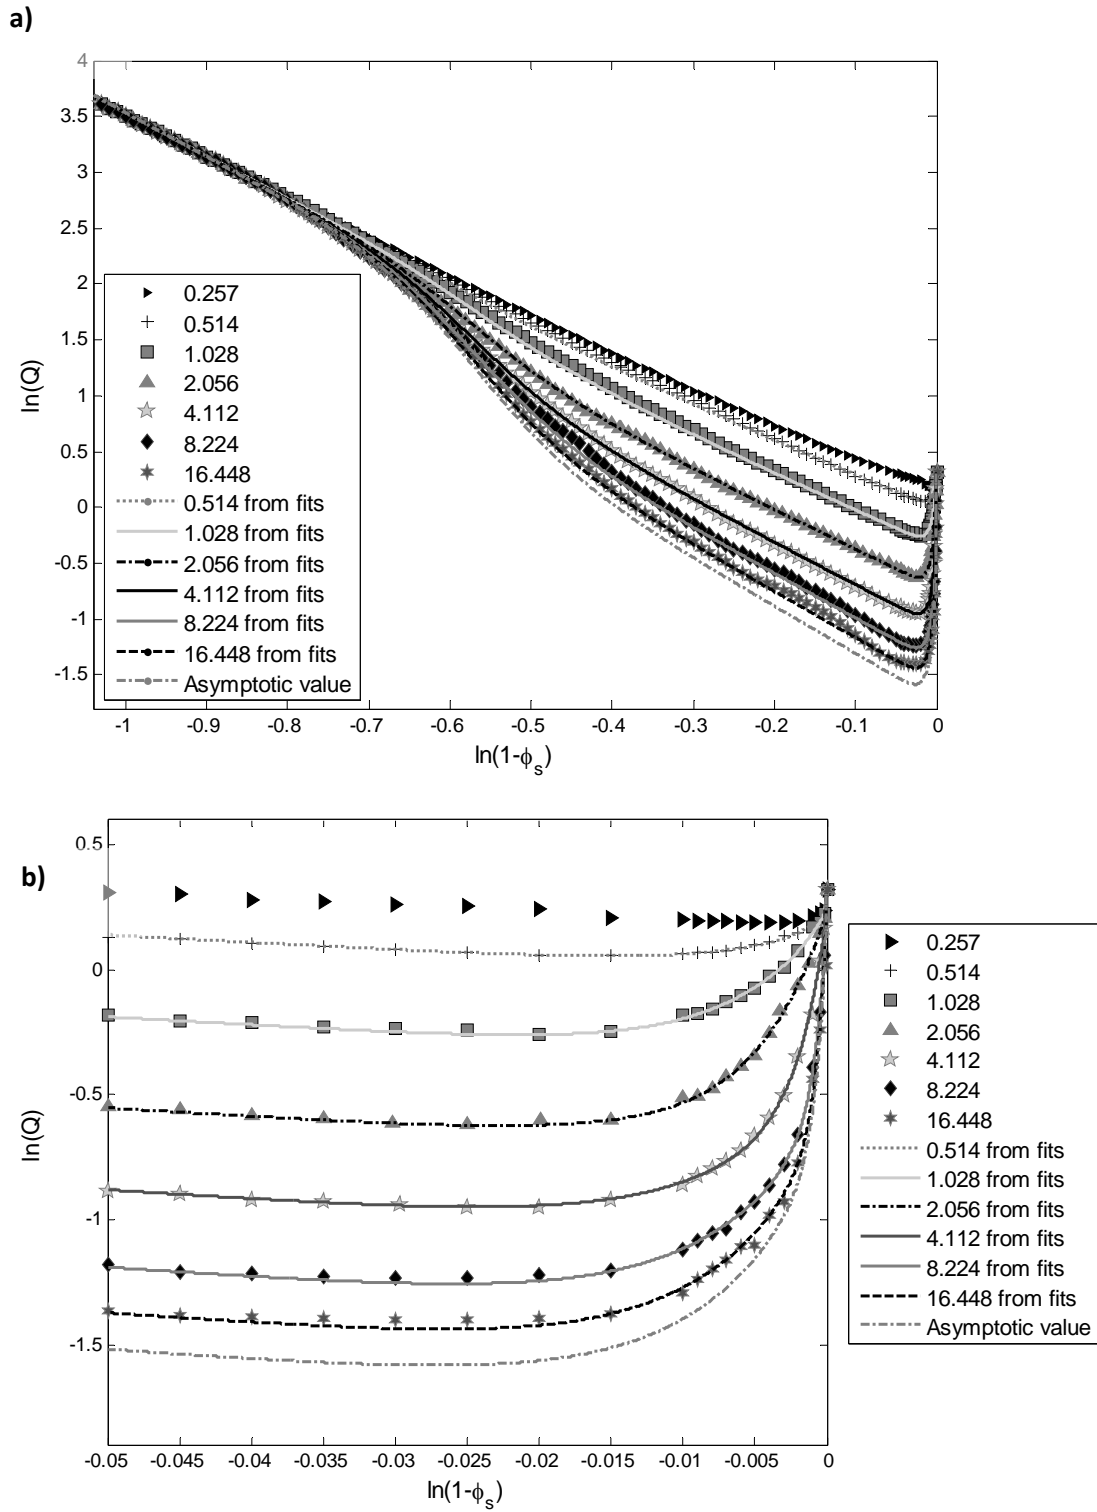 a)
4
3.5
3
2.5
2
1.5
1
0.5
0
-0.5
-1
-1.5
ln(Q)
0.257
0.514
1.028
2.056
4.112
8.224
16.448
0.514 from fits
1.028 from fits
2.056 from fits
4.112 from fits
8.224 from fits
16.448 from fits
Asymptotic value
-1 -0.9 -0.8 -0.7 -0.6 -0.5 -0.4 -0.3 -0.2 -0.1 0
ln(1-ϕs)
b)
0.5
0
-0.5
-1
-1.5
ln(Q)
0.257
0.514
1.028
2.056
4.112
8.224
16.448
0.514 from fits
1.028 from fits
2.056 from fits
4.112 from fits
8.224 from fits
16.448 from fits
Asymptotic value
-0.05 -0.045 -0.04 -0.035 -0.03 -0.025 -0.02 -0.015 -0.01 -0.005 0
ln(1-ϕs)